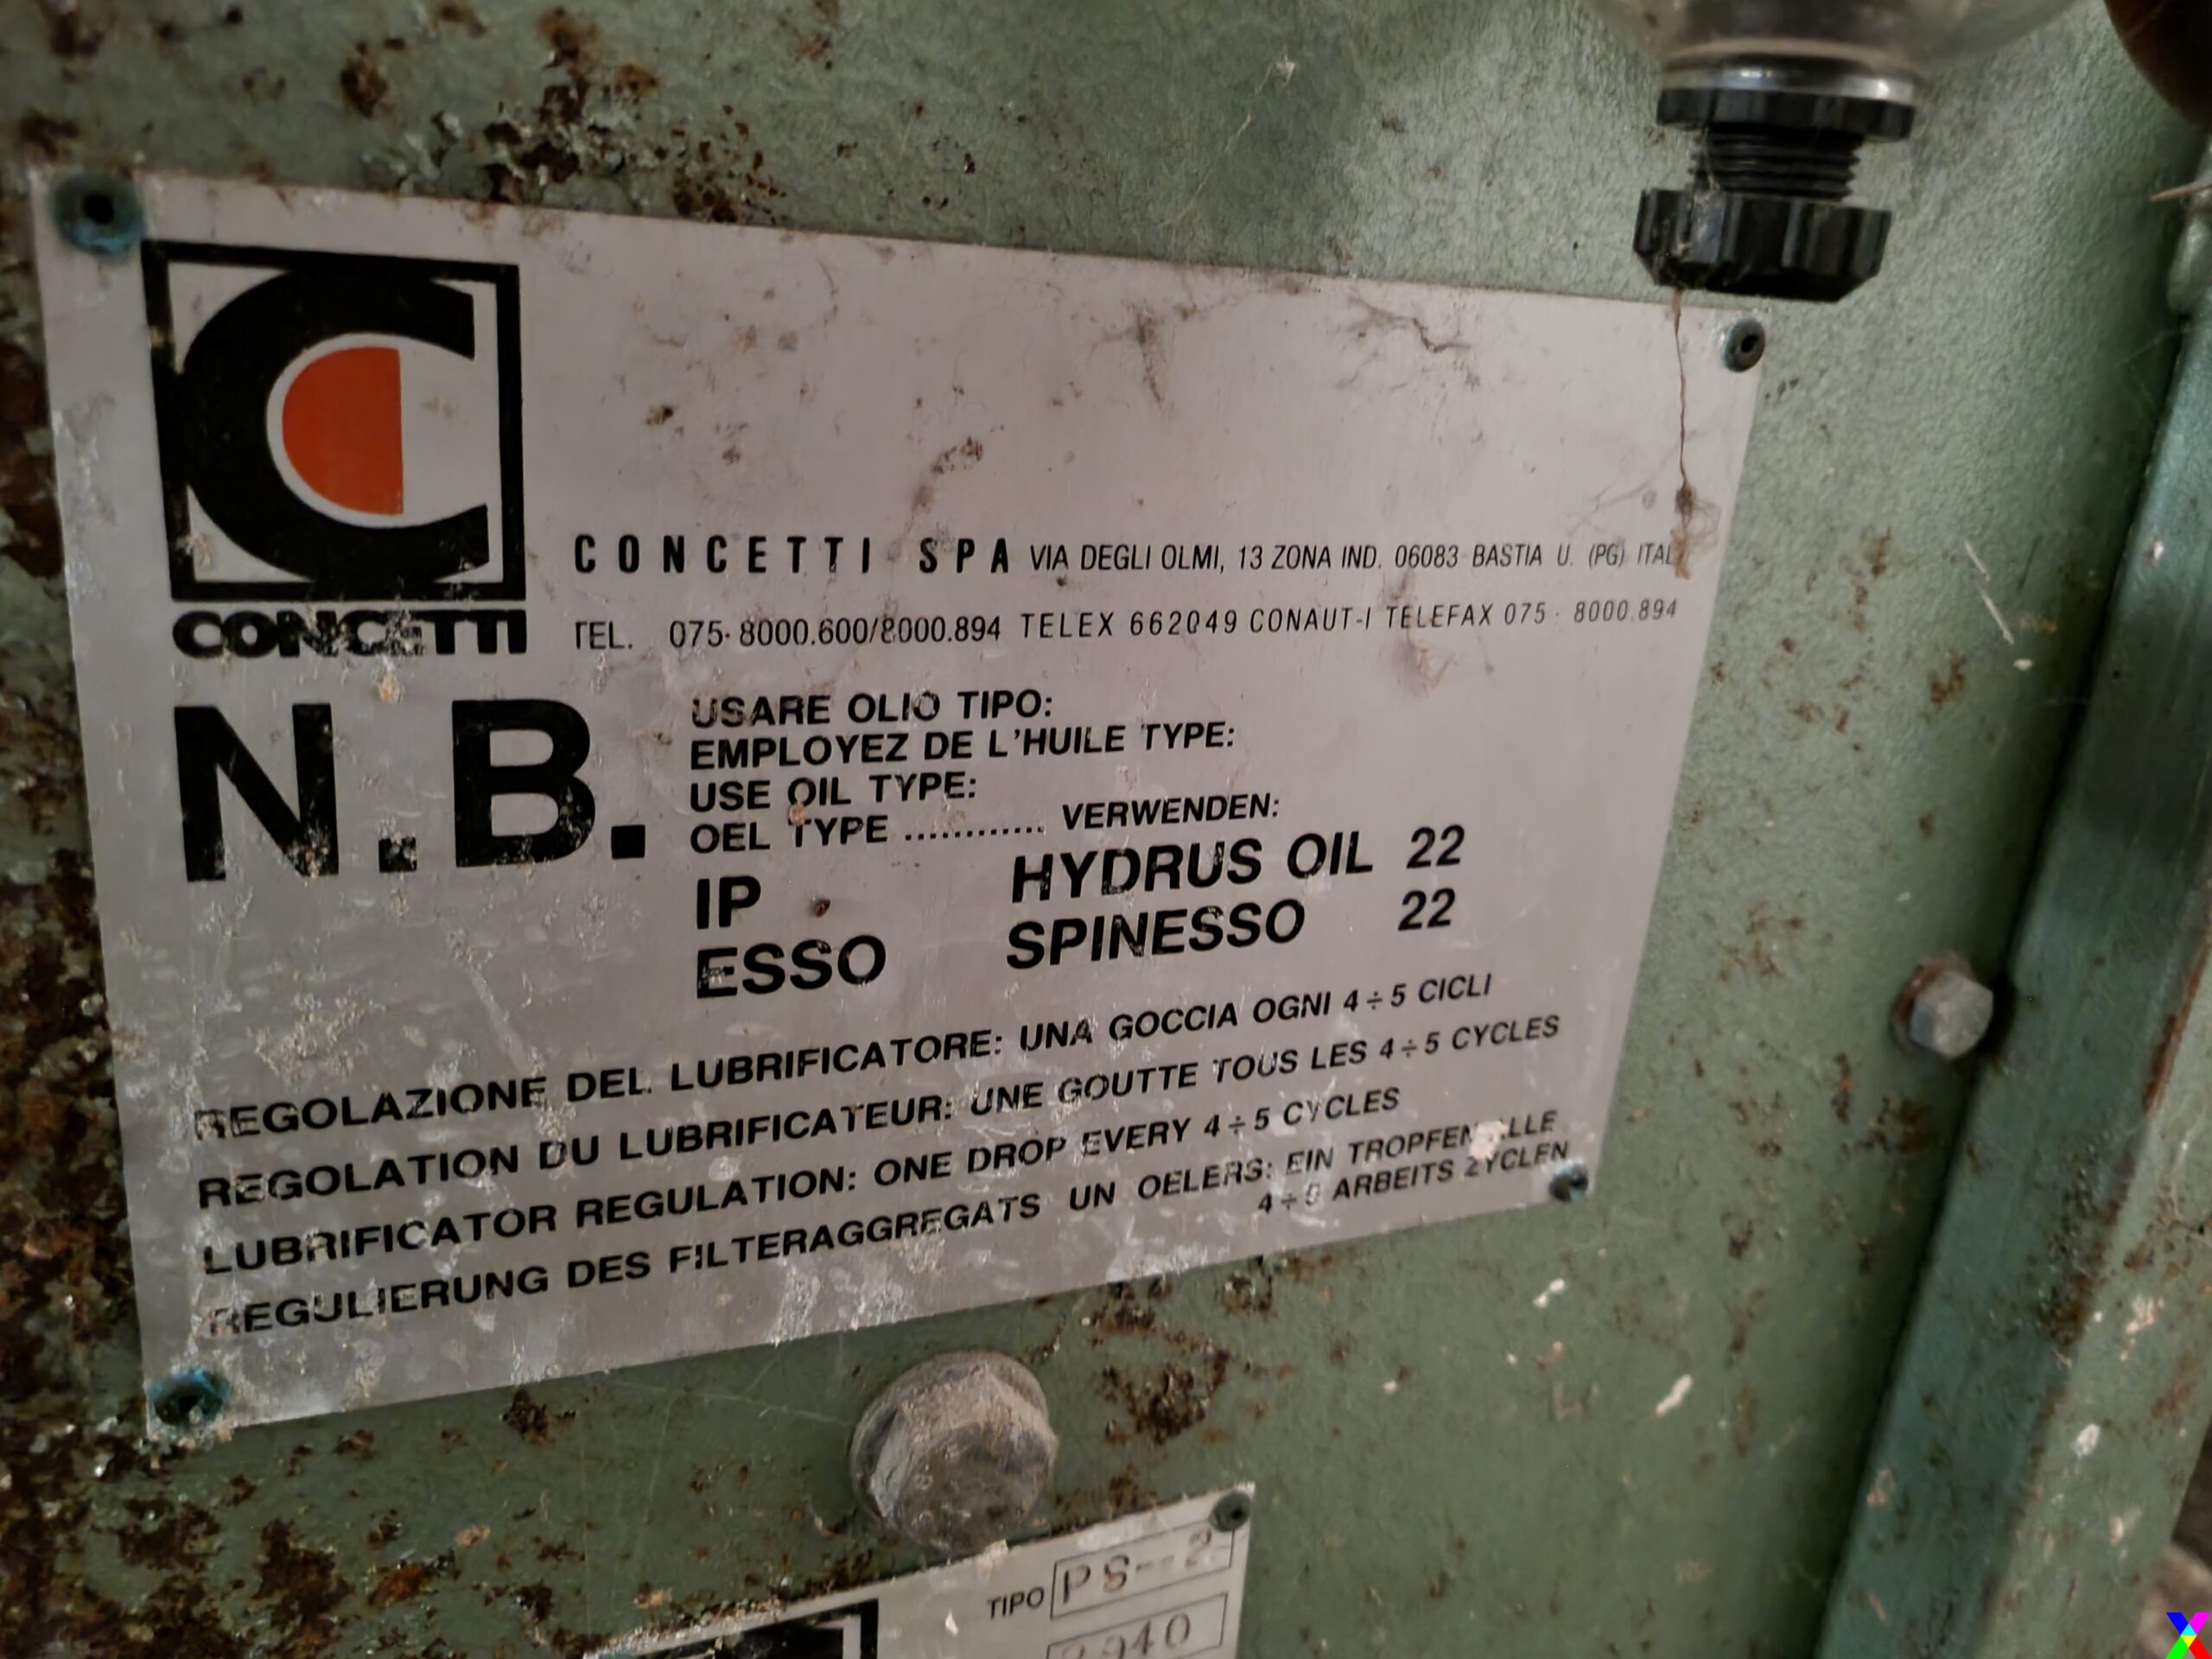 CONCETTI
CONCETTI SPA VIA DEGLI OLMI, 13 ZONA IND. 06083 BASTIA U. (PG) ITAL
TEL. 075-8000.600/8000.894 TELEX 662049 CONAUT-I TELEFAX 075-8000.894
N.B.
USARE OLIO TIPO:
EMPLOYEZ DE L'HUILE TYPE:
USE OIL TYPE:
OEL TYPE ............ VERWENDEN:
IP HYDRUS OIL 22
ESSO SPINESSO 22
REGOLAZIONE DEL LUBRIFICATORE: UNA GOCCIA OGNI 4÷5 CICLI
REGOLATION DU LUBRIFICATEUR: UNE GOUTTE TOUS LES 4÷5 CYCLES
LUBRIFICATOR REGULATION: ONE DROP EVERY 4÷5 CYCLES
REGULIERUNG DES FILTERAGGREGATS UN OELERS: EIN TROPFEN ALLE
4÷5 ARBEITS ZYCLEN
TIPO PS--2